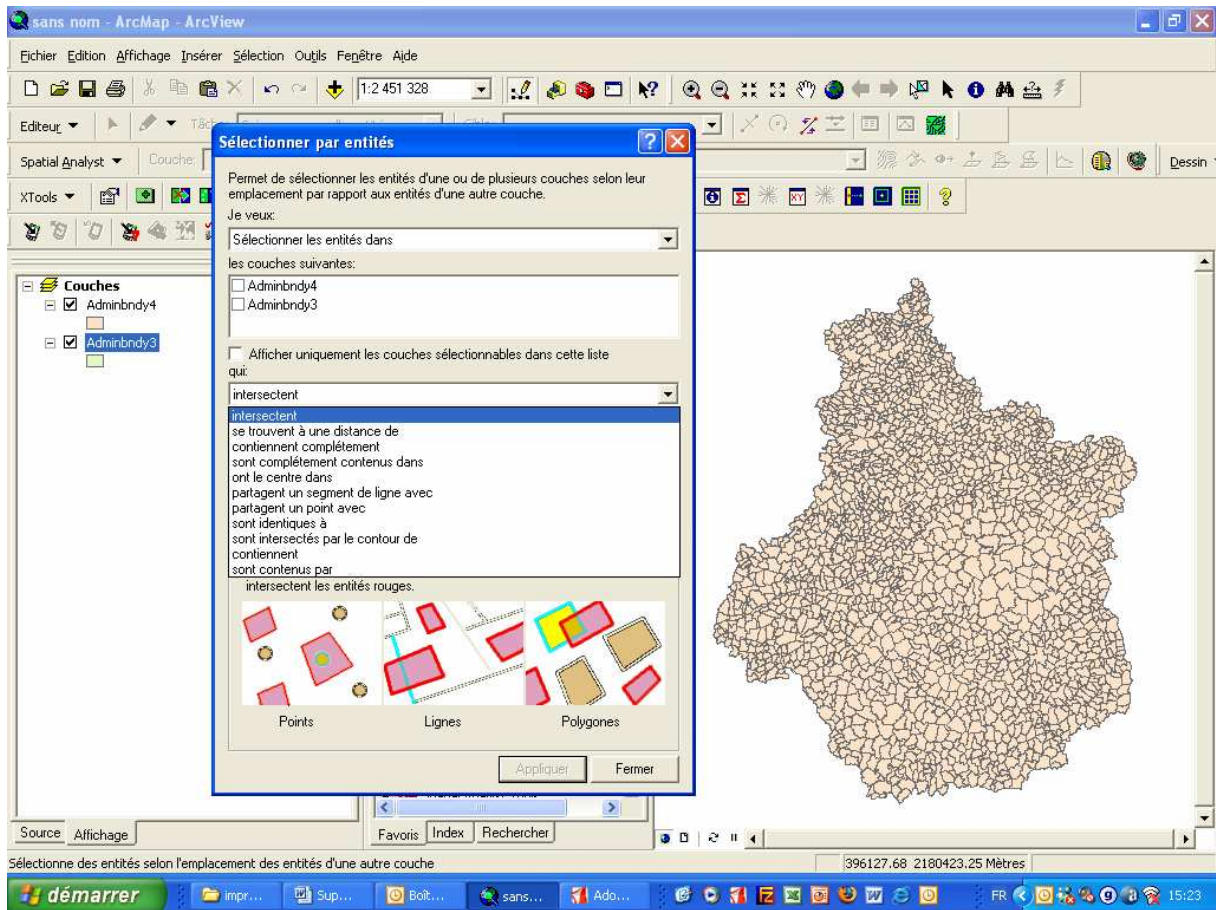 sans nom - ArcMap - ArcView
Fichier Edition Affichage Insérer Sélection Outils Fenêtre Aide
1:2 451 328
Editeur
Spatial Analyst Couche: Dessin
XTools
Couches
Adminbndy4
Adminbndy3
Sélectionner par entités
Permet de sélectionner les entités d'une ou de plusieurs couches selon leur
emplacement par rapport aux entités d'une autre couche.
Je veux:
Sélectionner les entités dans
les couches suivantes:
Adminbndy4
Adminbndy3
Afficher uniquement les couches sélectionnables dans cette liste
qui:
intersectent
intersectent
se trouvent à une distance de
contiennent complétement
sont complétement contenus dans
ont le centre dans
partagent un segment de ligne avec
partagent un point avec
sont identiques à
sont intersectés par le contour de
contiennent
sont contenus par
intersectent les entités rouges.
Points Lignes Polygones
Appliquer Fermer
Source Affichage
Favoris Index Rechercher
Sélectionne des entités selon l'emplacement des entités d'une autre couche
396127.68 2180423.25 Mètres
démarrer impr... Sup... Boît... sans... Ado... FR 15:23